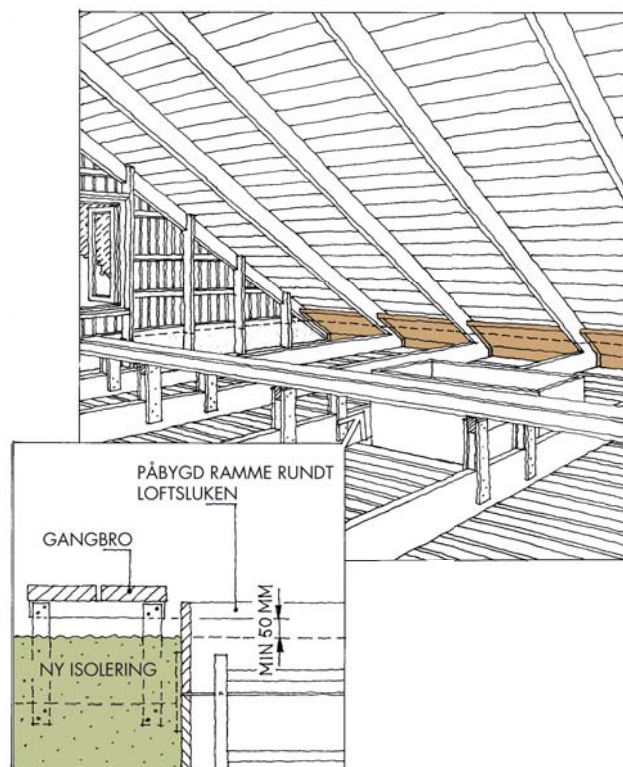 PÅBYGD RAMME RUNDT
LOFTSLUKEN
GANGBRO
MIN 50 MM
NY ISOLERING